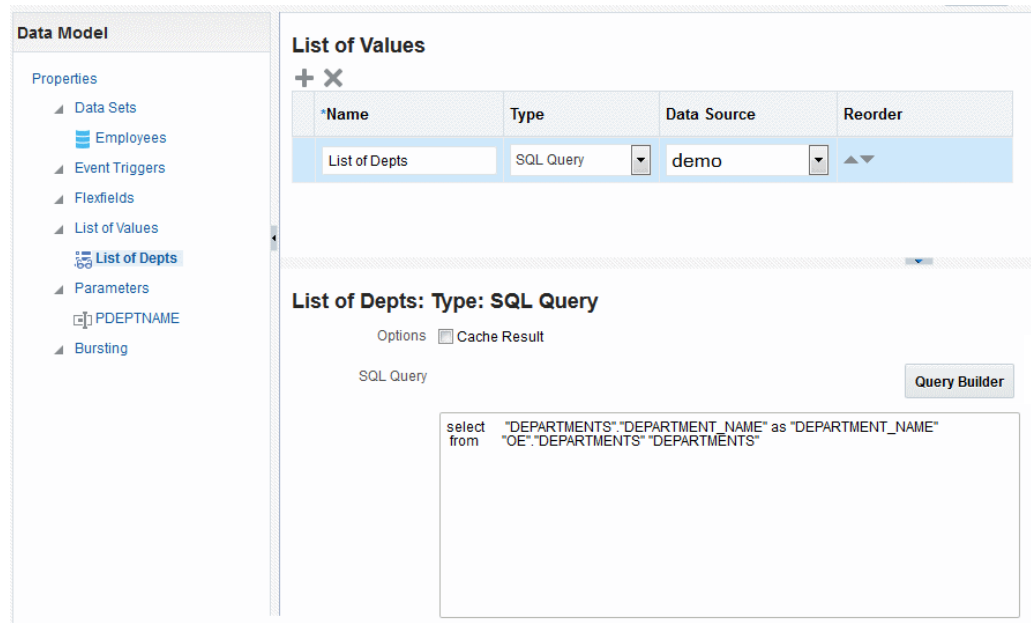 Data Model
Properties
Data Sets
Employees
Event Triggers
Flexfields
List of Values
List of Depts
Parameters
PDEPTNAME
Bursting
List of Values
*Name Type Data Source Reorder
List of Depts SQL Query demo
List of Depts: Type: SQL Query
Options Cache Result
SQL Query
Query Builder
select "DEPARTMENTS"."DEPARTMENT_NAME" as "DEPARTMENT_NAME"
from "OE"."DEPARTMENTS" "DEPARTMENTS"